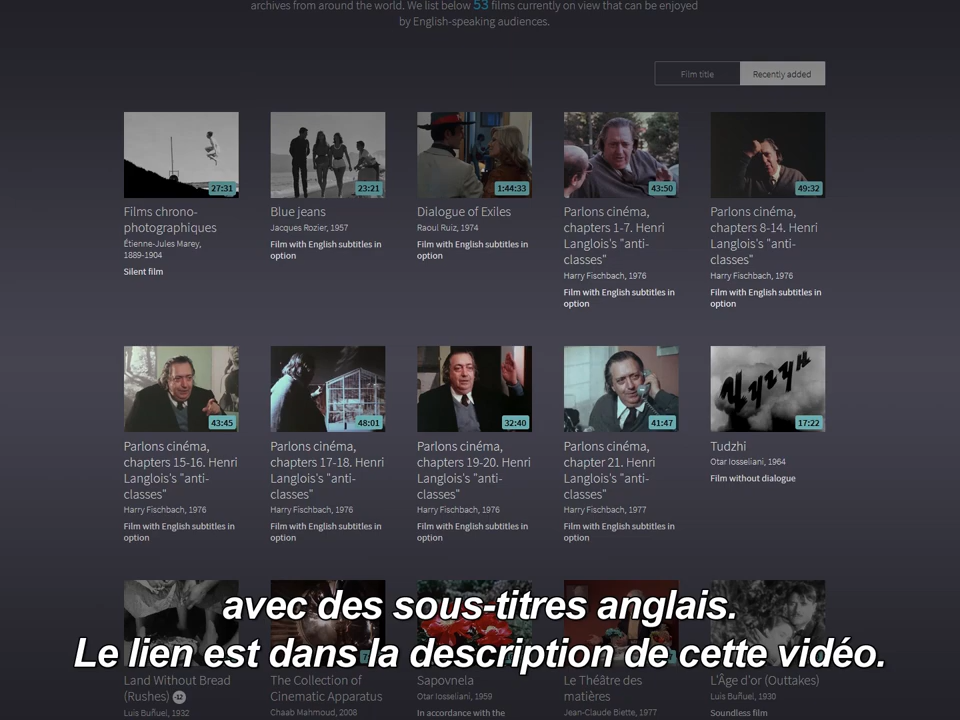 archives from around the world. We list below 53 films currently on view that can be enjoyed
by English-speaking audiences.
Film title
Recently added
27:31
23:21
1:44:33
43:50
49:32
Films chrono-
photographiques
Étienne-Jules Marey,
1889-1904
Silent film
Blue jeans
Jacques Rozier, 1957
Film with English subtitles in
option
Dialogue of Exiles
Raoul Ruiz, 1974
Film with English subtitles in
option
Parlons cinéma,
chapters 1-7. Henri
Langlois's "anti-
classes"
Harry Fischbach, 1976
Film with English subtitles in
option
Parlons cinéma,
chapters 8-14. Henri
Langlois's "anti-
classes"
Harry Fischbach, 1976
Film with English subtitles in
option
43:45
48:01
32:40
41:47
17:22
Parlons cinéma,
chapters 15-16. Henri
Langlois's "anti-
classes"
Harry Fischbach, 1976
Film with English subtitles in
option
Parlons cinéma,
chapters 17-18. Henri
Langlois's "anti-
classes"
Harry Fischbach, 1976
Film with English subtitles in
option
Parlons cinéma,
chapters 19-20. Henri
Langlois's "anti-
classes"
Harry Fischbach, 1976
Film with English subtitles in
option
Parlons cinéma,
chapter 21. Henri
Langlois's "anti-
classes"
Harry Fischbach, 1977
Film with English subtitles in
option
Tudzhi
Otar Iosseliani, 1964
Film without dialogue
avec des sous-titres anglais.
Le lien est dans la description de cette vidéo.
Land Without Bread
(Rushes) -12
Luis Buñuel, 1932
The Collection of
Cinematic Apparatus
Chaab Mahmoud, 2008
Sapovnela
Otar Iosseliani, 1959
In accordance with the
Le Théâtre des
matières
Jean-Claude Biette, 1977
L'Âge d'or (Outtakes)
Luis Buñuel, 1930
Soundless film